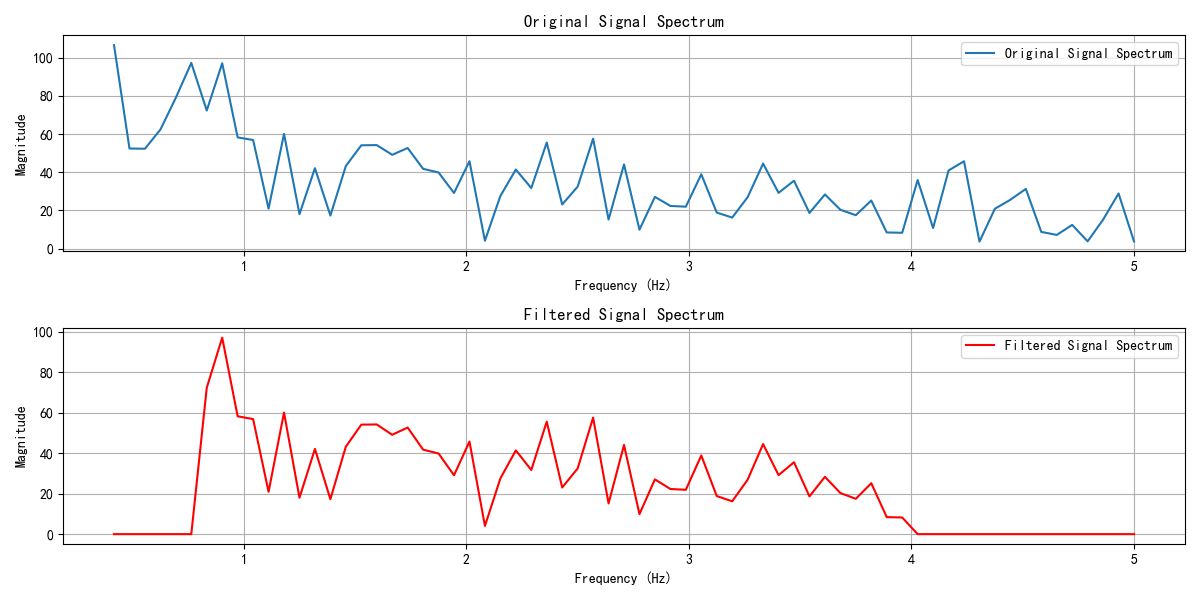 Original Signal Spectrum
Original Signal Spectrum
Magnitude
100
80
60
40
20
0
1 2 3 4 5
Frequency (Hz)
Filtered Signal Spectrum
Filtered Signal Spectrum
Magnitude
100
80
60
40
20
0
1 2 3 4 5
Frequency (Hz)